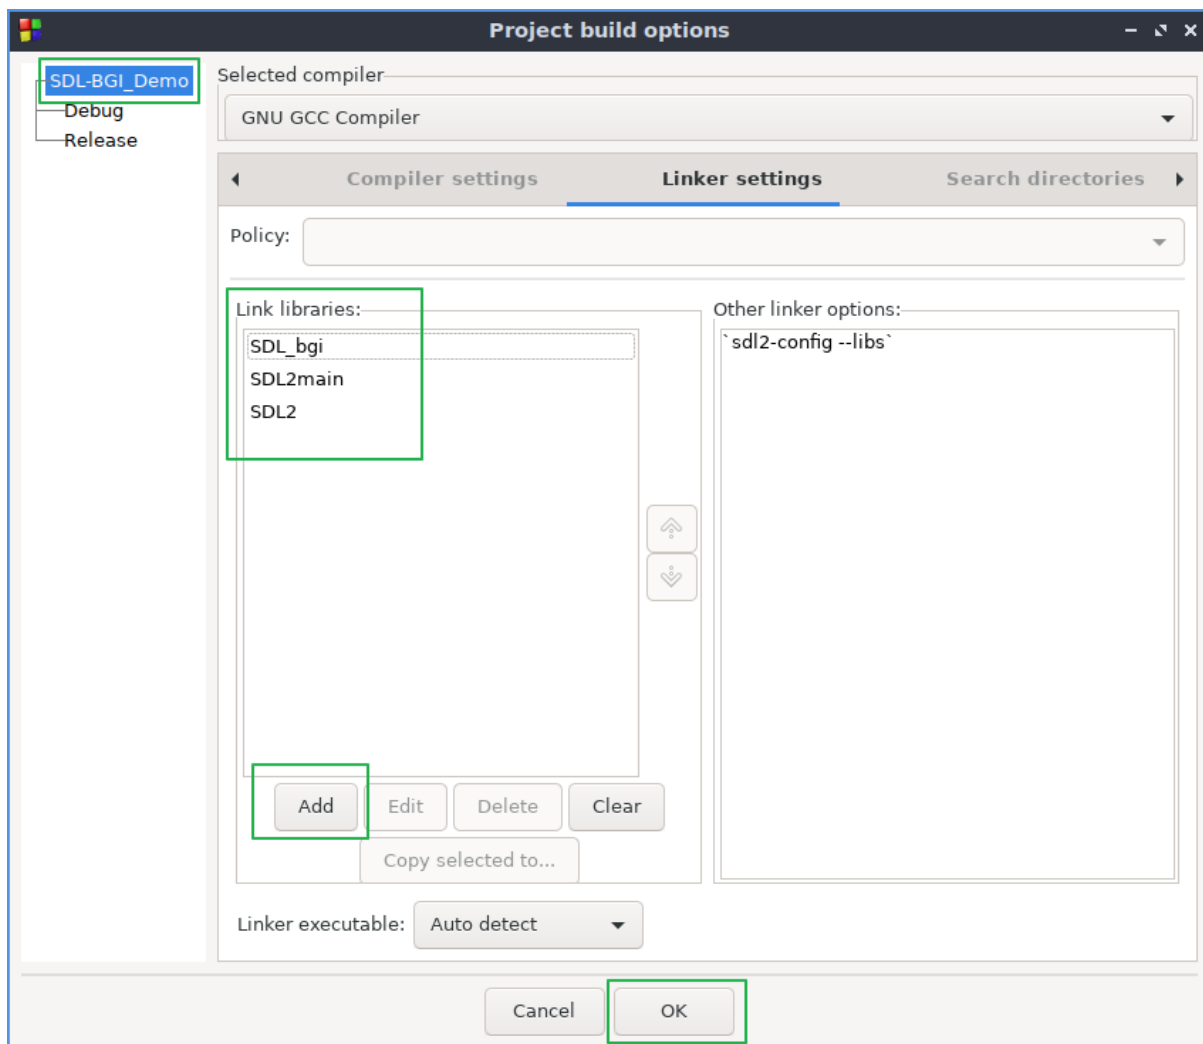 Project build options
SDL-BGI_Demo
Debug
Release
Selected compiler
GNU GCC Compiler
Compiler settings Linker settings Search directories
Policy:
Link libraries:
SDL_bgi
SDL2main
SDL2
Add Edit Delete Clear
Copy selected to...
Other linker options:
`sdl2-config --libs`
Linker executable: Auto detect
Cancel OK